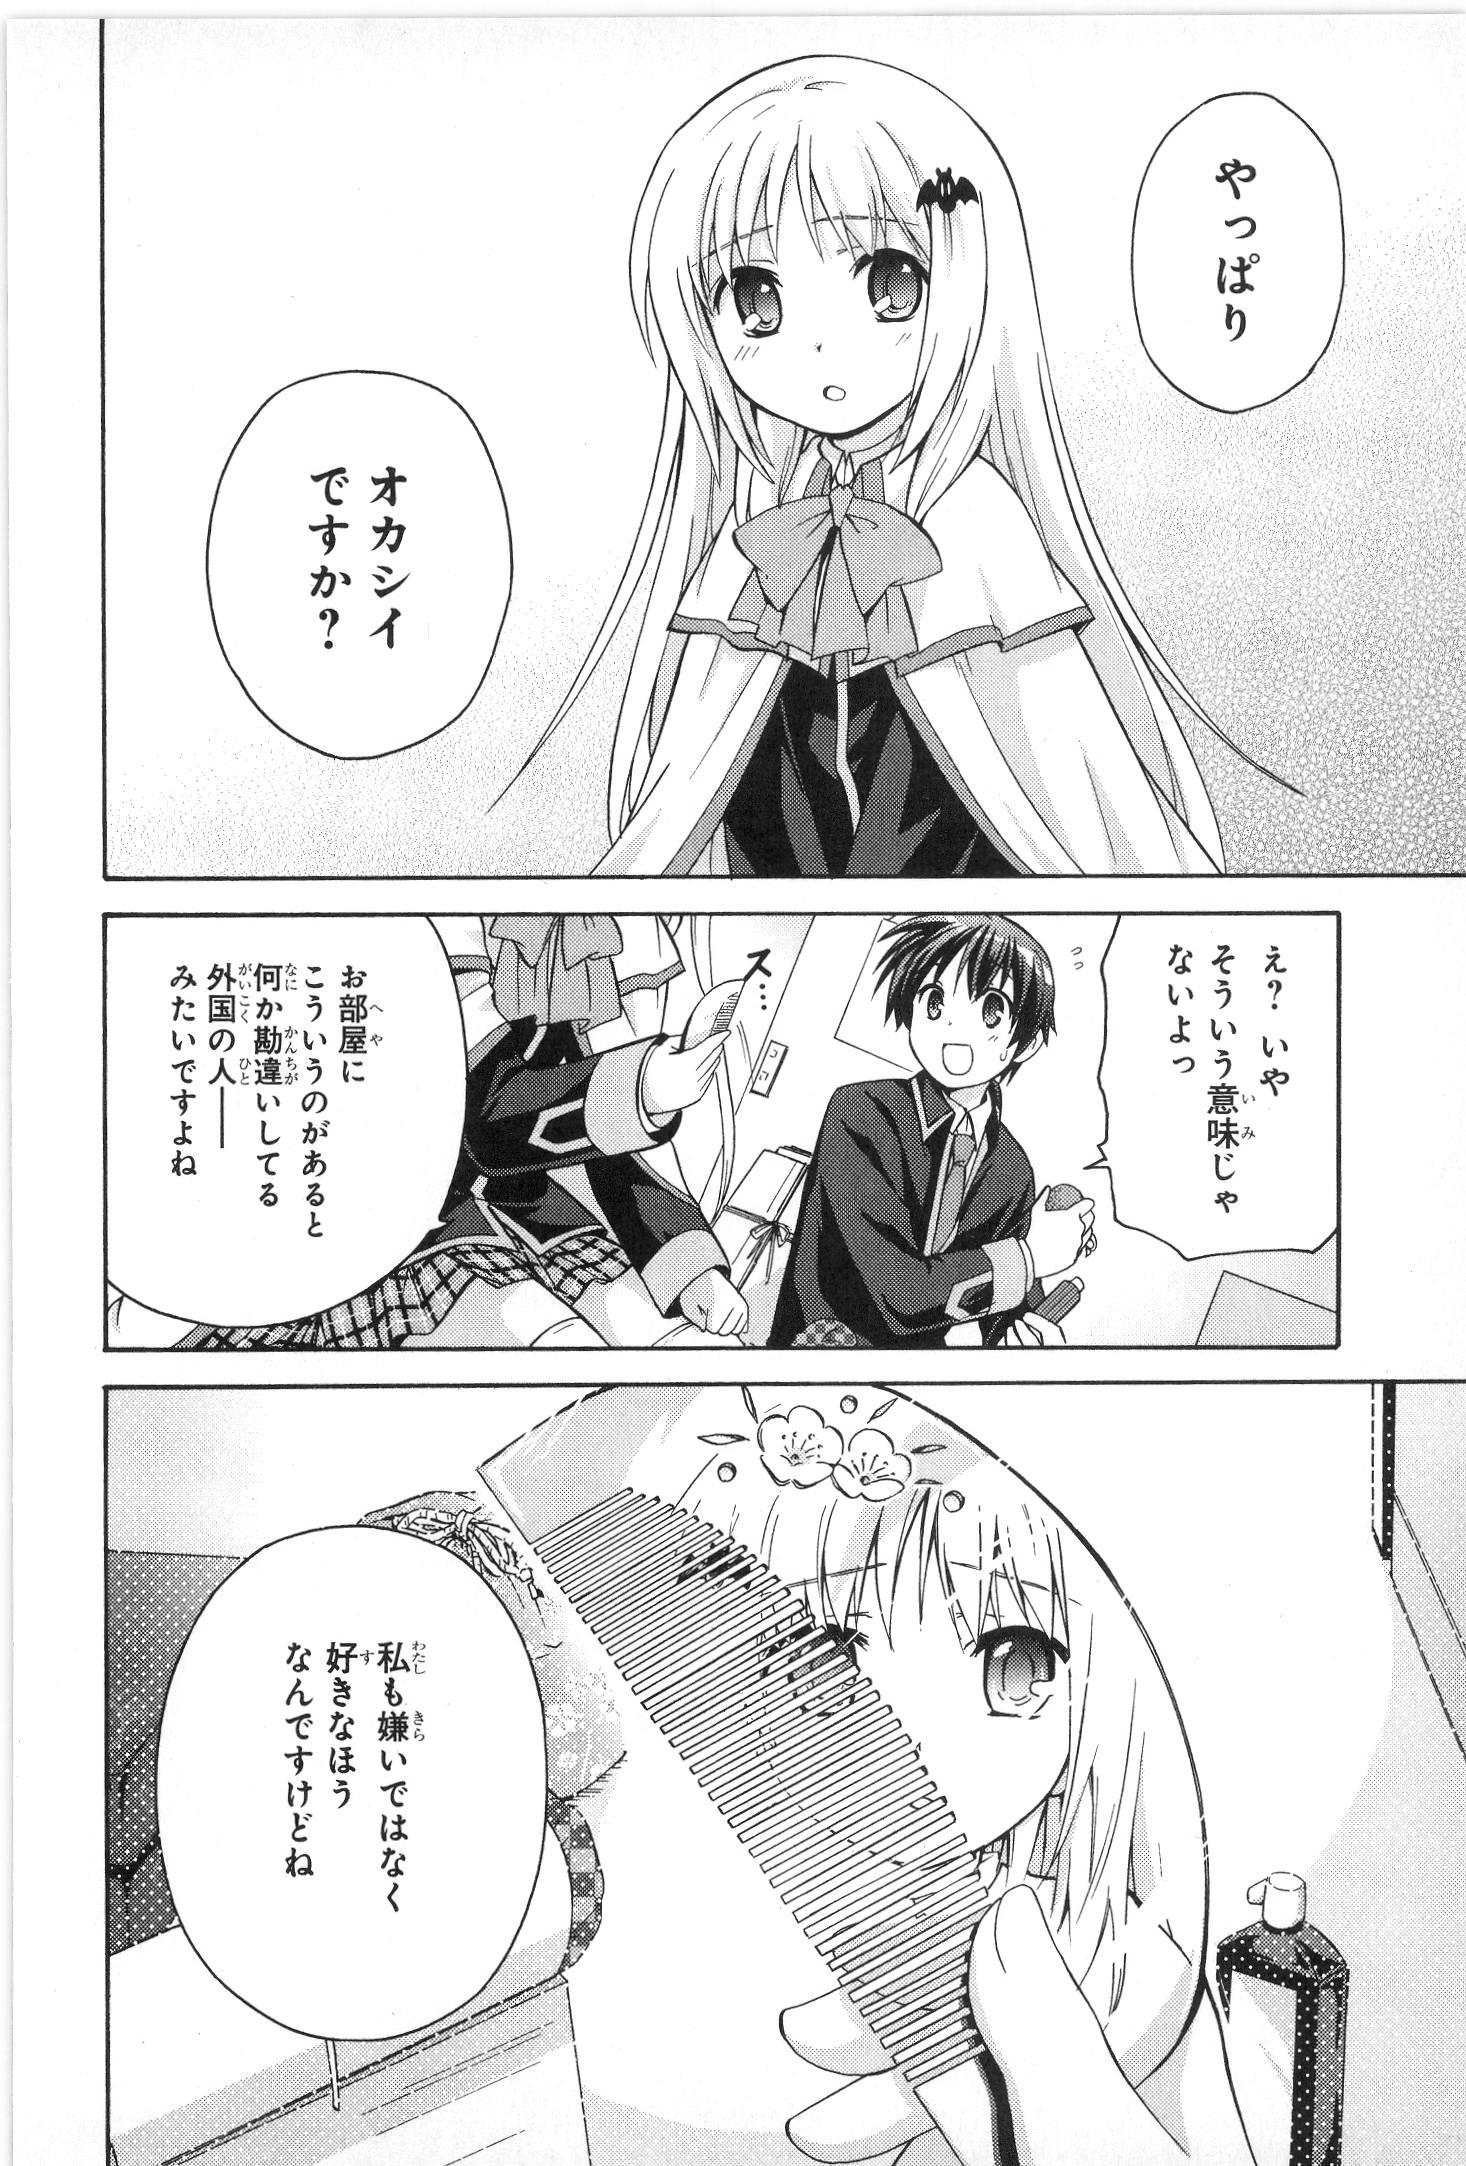 やっぱり
オカシイ
ですか?
え? いや
そういう意味じゃ
ないよっ
ス…
お部屋に
こういうのがあると
何か勘違いしてる
外国の人――
みたいですよね
私も嫌いではなく
好きなほう
なんですけどね